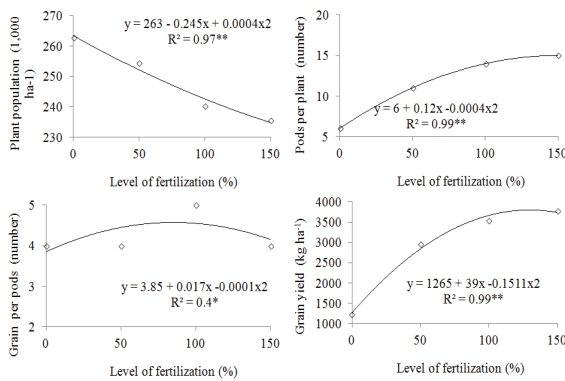 Plant population (1,000
ha-1)
270
260
250
240
230
y = 263 - 0.245x + 0.0004x2
R² = 0.97**
0
50
100
150
Level of fertilization (%)
Pods per plant (number)
20
15
10
5
y = 6 + 0.12x -0.0004x2
R² = 0.99**
0
50
100
150
Level of fertilization (%)
Grain per pods (number)
5
4
3
2
y = 3.85 + 0.017x -0.0001x2
R² = 0.4*
0
50
100
150
Level of fertilization (%)
Grain yield (kg ha-1)
4000
3500
3000
2500
2000
1500
1000
y = 1265 + 39x -0.1511x2
R² = 0.99**
0
50
100
150
Level of fertilization (%)